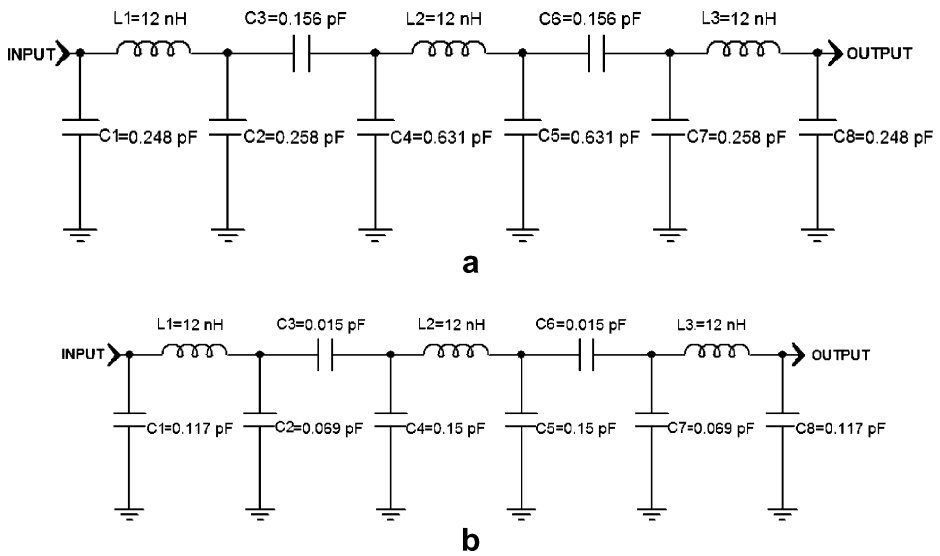 L1=12 nH C3=0.156 pF L2=12 nH C6=0.156 pF L3=12 nH
INPUT OUTPUT
C1=0.248 pF C2=0.258 pF C4=0.631 pF C5=0.631 pF C7=0.258 pF C8=0.248 pF
a
L1=12 nH C3=0.015 pF L2=12 nH C6=0.015 pF L3=12 nH
INPUT OUTPUT
C1=0.117 pF C2=0.069 pF C4=0.15 pF C5=0.15 pF C7=0.069 pF C8=0.117 pF
b